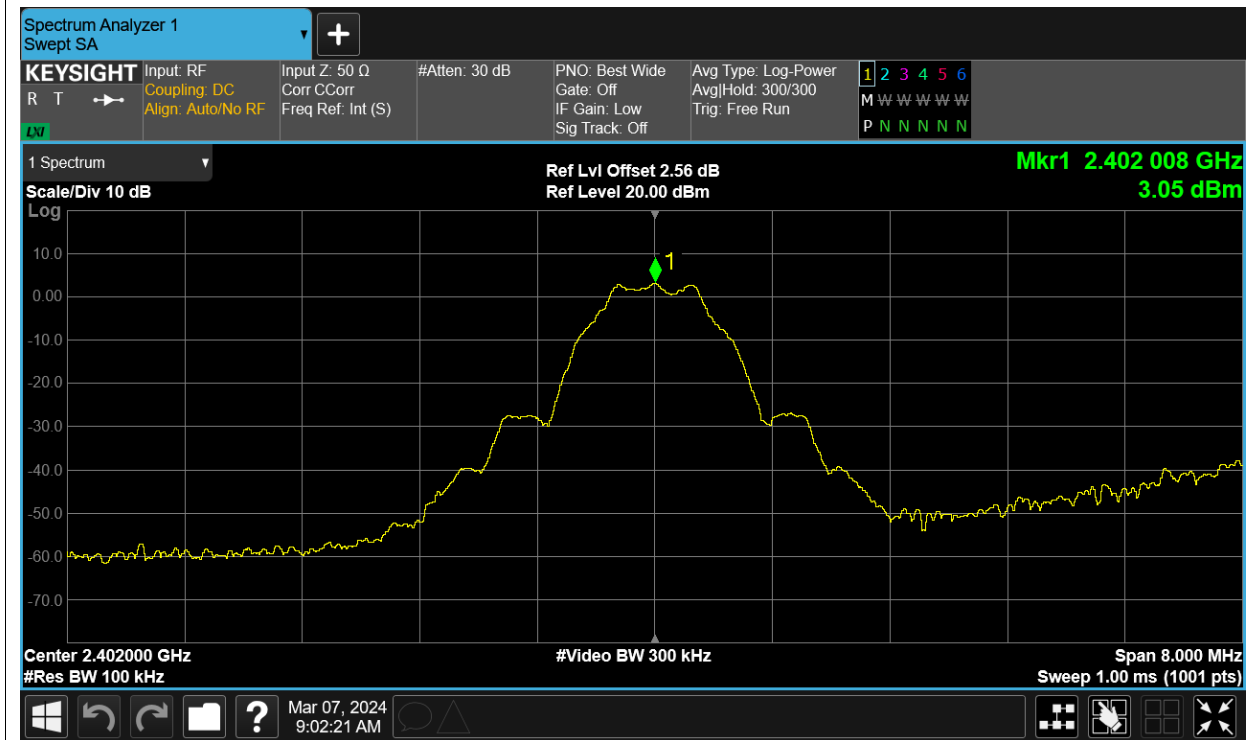 Spectrum Analyzer 1
Swept SA
KEYSIGHT
R T
LXI
Input: RF
Coupling: DC
Align: Auto/No RF
Input Z: 50 Ω
Corr CCorr
Freq Ref: Int (S)
#Atten: 30 dB
PNO: Best Wide
Gate: Off
IF Gain: Low
Sig Track: Off
Avg Type: Log-Power
Avg|Hold: 300/300
Trig: Free Run
1 2 3 4 5 6
M W W W W W
P N N N N N
1 Spectrum
Scale/Div 10 dB
Log
Ref Lvl Offset 2.56 dB
Ref Level 20.00 dBm
Mkr1 2.402 008 GHz
3.05 dBm
1
10.0
0.00
-10.0
-20.0
-30.0
-40.0
-50.0
-60.0
-70.0
Center 2.402000 GHz
#Res BW 100 kHz
#Video BW 300 kHz
Span 8.000 MHz
Sweep 1.00 ms (1001 pts)
?
Mar 07, 2024
9:02:21 AM